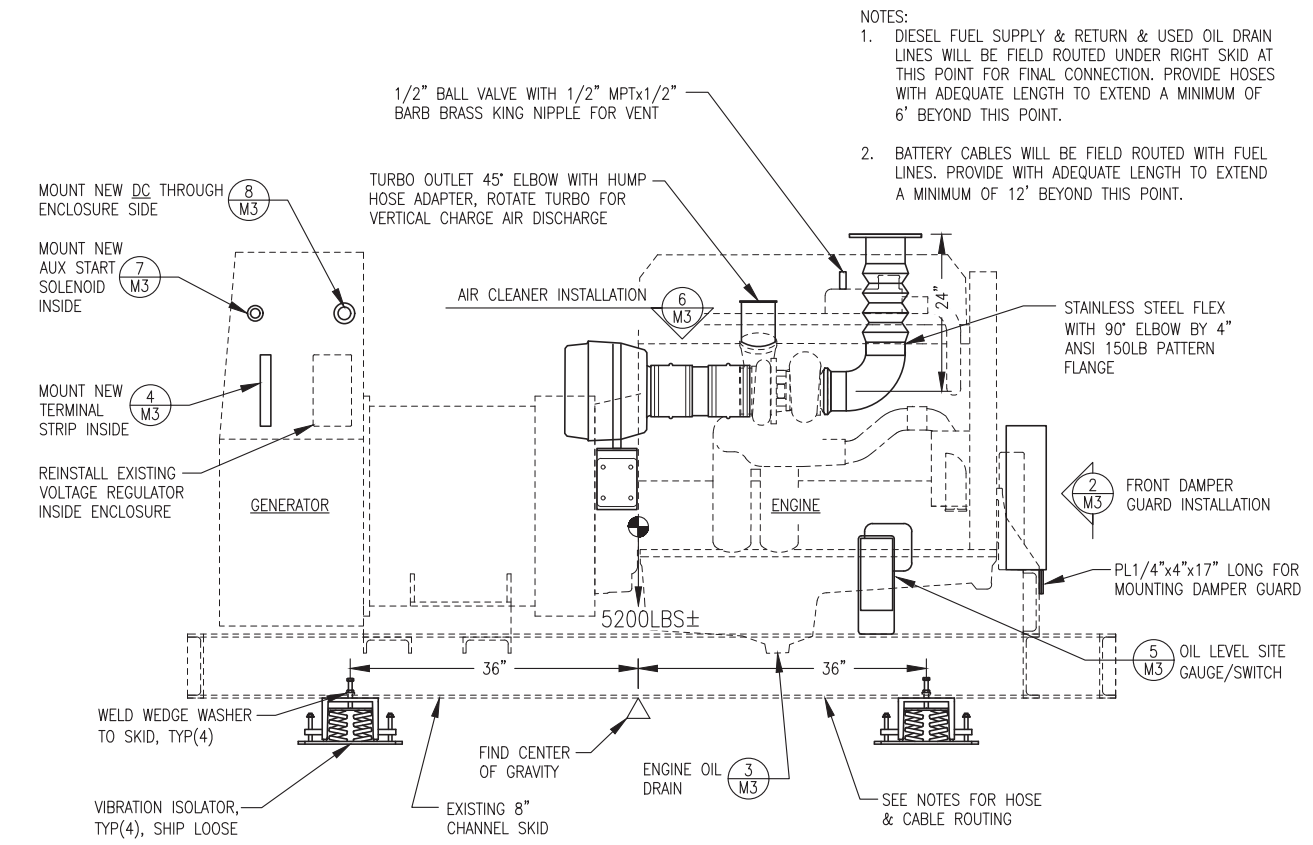 NOTES:
1. DIESEL FUEL SUPPLY & RETURN & USED OIL DRAIN
LINES WILL BE FIELD ROUTED UNDER RIGHT SKID AT
THIS POINT FOR FINAL CONNECTION. PROVIDE HOSES
WITH ADEQUATE LENGTH TO EXTEND A MINIMUM OF
6' BEYOND THIS POINT.
2. BATTERY CABLES WILL BE FIELD ROUTED WITH FUEL
LINES. PROVIDE WITH ADEQUATE LENGTH TO EXTEND
A MINIMUM OF 12' BEYOND THIS POINT.
1/2" BALL VALVE WITH 1/2" MPTx1/2"
BARB BRASS KING NIPPLE FOR VENT
TURBO OUTLET 45° ELBOW WITH HUMP
HOSE ADAPTER, ROTATE TURBO FOR
VERTICAL CHARGE AIR DISCHARGE
MOUNT NEW DC THROUGH
ENCLOSURE SIDE
8
M3
MOUNT NEW
AUX START
SOLENOID
INSIDE
7
M3
AIR CLEANER INSTALLATION
6
M3
24"
STAINLESS STEEL FLEX
WITH 90° ELBOW BY 4"
ANSI 150LB PATTERN
FLANGE
MOUNT NEW
TERMINAL
STRIP INSIDE
4
M3
REINSTALL EXISTING
VOLTAGE REGULATOR
INSIDE ENCLOSURE
GENERATOR
ENGINE
2
M3
FRONT DAMPER
GUARD INSTALLATION
PL1/4"x4"x17" LONG FOR
MOUNTING DAMPER GUARD
5200LBS±
5
M3
OIL LEVEL SITE
GAUGE/SWITCH
36"
36"
WELD WEDGE WASHER
TO SKID, TYP(4)
FIND CENTER
OF GRAVITY
ENGINE OIL
DRAIN
3
M3
VIBRATION ISOLATOR,
TYP(4), SHIP LOOSE
EXISTING 8"
CHANNEL SKID
SEE NOTES FOR HOSE
& CABLE ROUTING